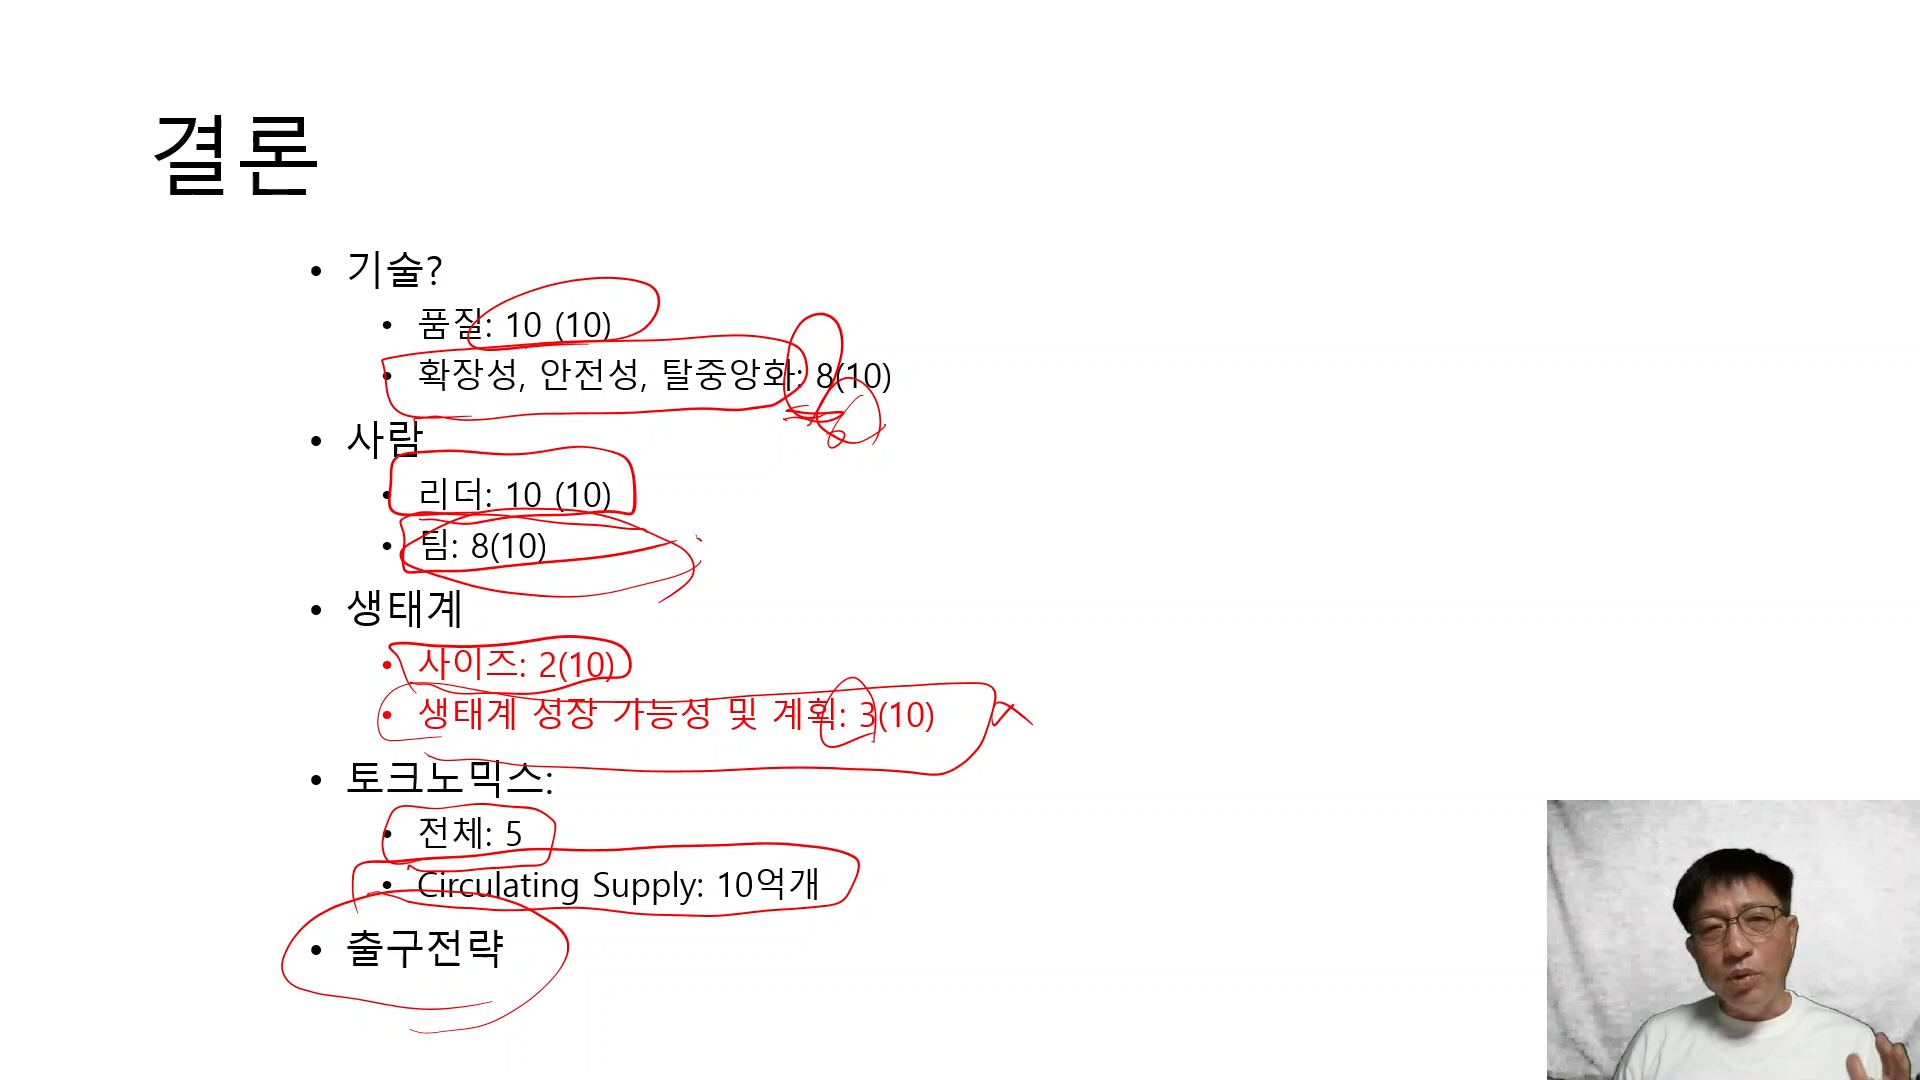 결론
• 기술?
• 품질: 10 (10)
• 확장성, 안전성, 탈중앙화: 8(10)
• 사람
• 리더: 10 (10)
• 팀: 8(10)
• 생태계
• 사이즈: 2(10)
• 생태계 성장 가능성 및 계획: 3(10)
• 토크노믹스:
• 전체: 5
• Circulating Supply: 10억개
• 출구전략